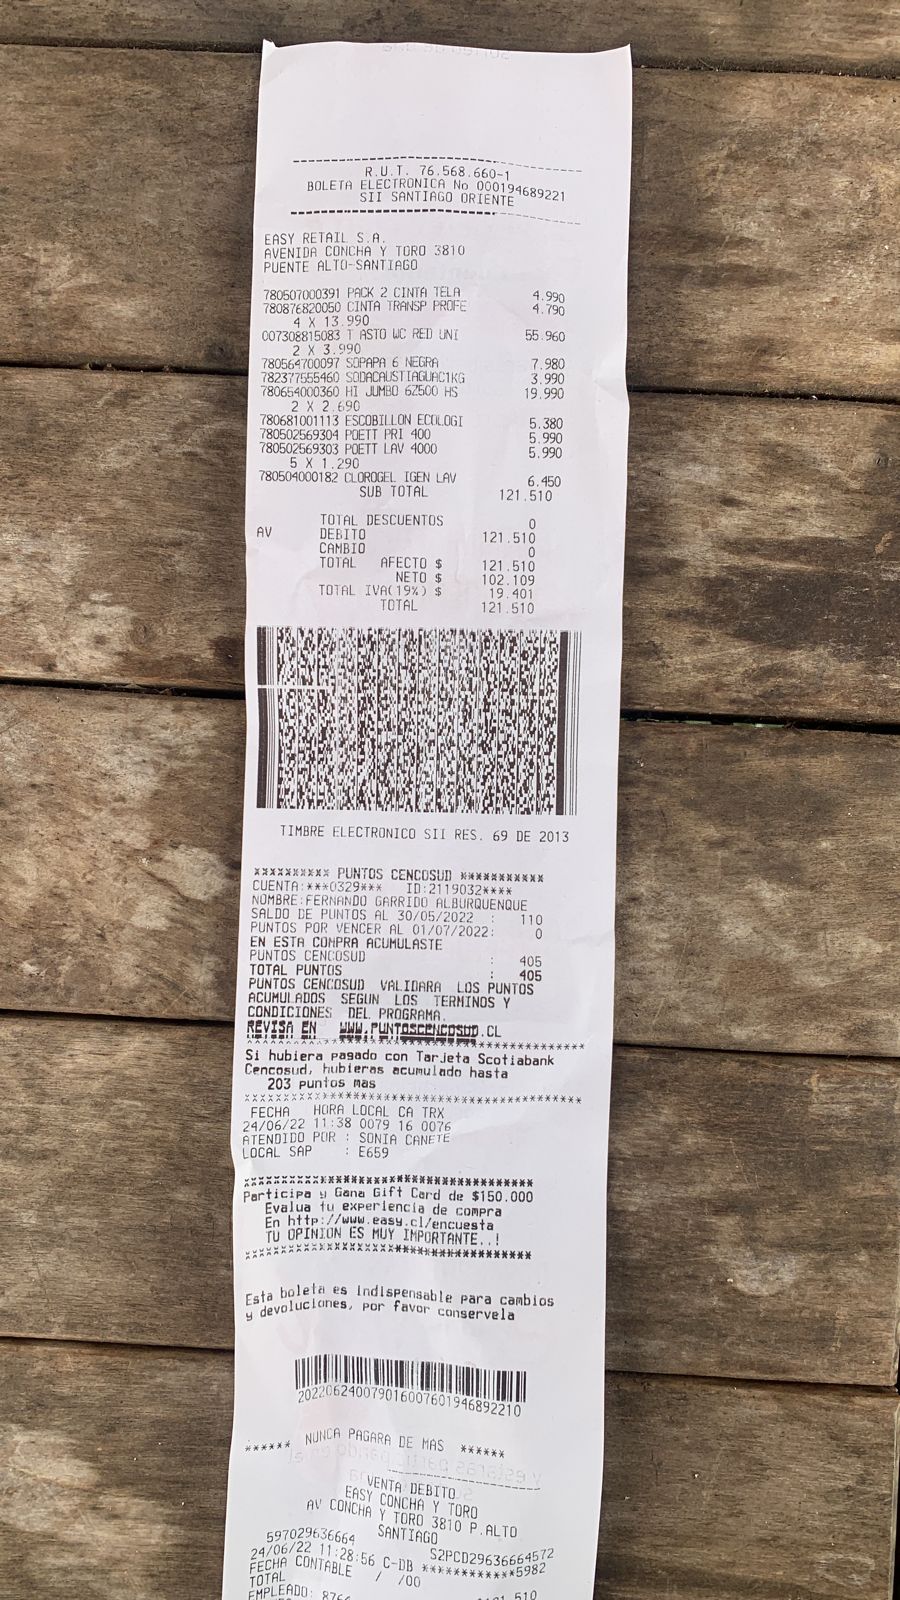 R.U.T. 76.568.660-1
BOLETA ELECTRONICA No 000194689221
SII SANTIAGO ORIENTE
EASY RETAIL S.A.
AVENIDA CONCHA Y TORO 3810
PUENTE ALTO-SANTIAGO
780507000391 PACK 2 CINTA TELA 4.990
780876820050 CINTA TRANSP PROFE 4.790
4 X 13.990
007308815083 T ASTO WC RED UNI 55.960
2 X 3.990
780564700097 SOPAPA 6 NEGRA 7.980
782377555460 SODACAUSTIAGUAC1KG 3.990
780654000360 HI JUMBO 6Z500 HS 19.990
2 X 2.690
780681001113 ESCOBILLON ECOLOGI 5.380
780502569304 POETT PRI 400 5.990
780502569303 POETT LAV 4000 5.990
5 X 1.290
780504000182 CLOROGEL IGEN LAV 6.450
SUB TOTAL 121.510
TOTAL DESCUENTOS 0
AV DEBITO 121.510
CAMBIO 0
TOTAL AFECTO $ 121.510
NETO $ 102.109
TOTAL IVA(19%) $ 19.401
TOTAL 121.510
TIMBRE ELECTRONICO SII RES. 69 DE 2013
********** PUNTOS CENCOSUD ***********
CUENTA:***0329*** ID:2119032****
NOMBRE:FERNANDO GARRIDO ALBURQUENQUE
SALDO DE PUNTOS AL 30/05/2022 : 110
PUNTOS POR VENCER AL 01/07/2022: 0
EN ESTA COMPRA ACUMULASTE
PUNTOS CENCOSUD : 405
TOTAL PUNTOS : 405
PUNTOS CENCOSUD VALIDARA LOS PUNTOS
ACUMULADOS SEGUN LOS TERMINOS Y
CONDICIONES DEL PROGRAMA.
REVISA EN WWW.PUNTOSCENCOSUD.CL
Si hubiera pasado con Tarjeta Scotiabank
Cencosud, hubieras acumulado hasta
203 puntos mas
FECHA HORA LOCAL CA TRX
24/06/22 11:38 0079 16 0076
ATENDIDO POR : SONIA CANETE
LOCAL SAP : E659
Participa y Gana Gift Card de $150.000
Evalua tu experiencia de compra
En http://www.easy.cl/encuesta
TU OPINION ES MUY IMPORTANTE..!
Esta boleta es indispensable para cambios
y devoluciones, por favor conservela
2022062400790160076019468922​10
****** NUNCA PAGARA DE MAS ******
VENTA DEBITO
EASY CONCHA Y TORO
AV CONCHA Y TORO 3810 P.ALTO
SANTIAGO
597029636664 S2PCD29636664572
24/06/22 11:28:56 C-DB ***********5982
FECHA CONTABLE / /00
TOTAL
EMPLEADO: